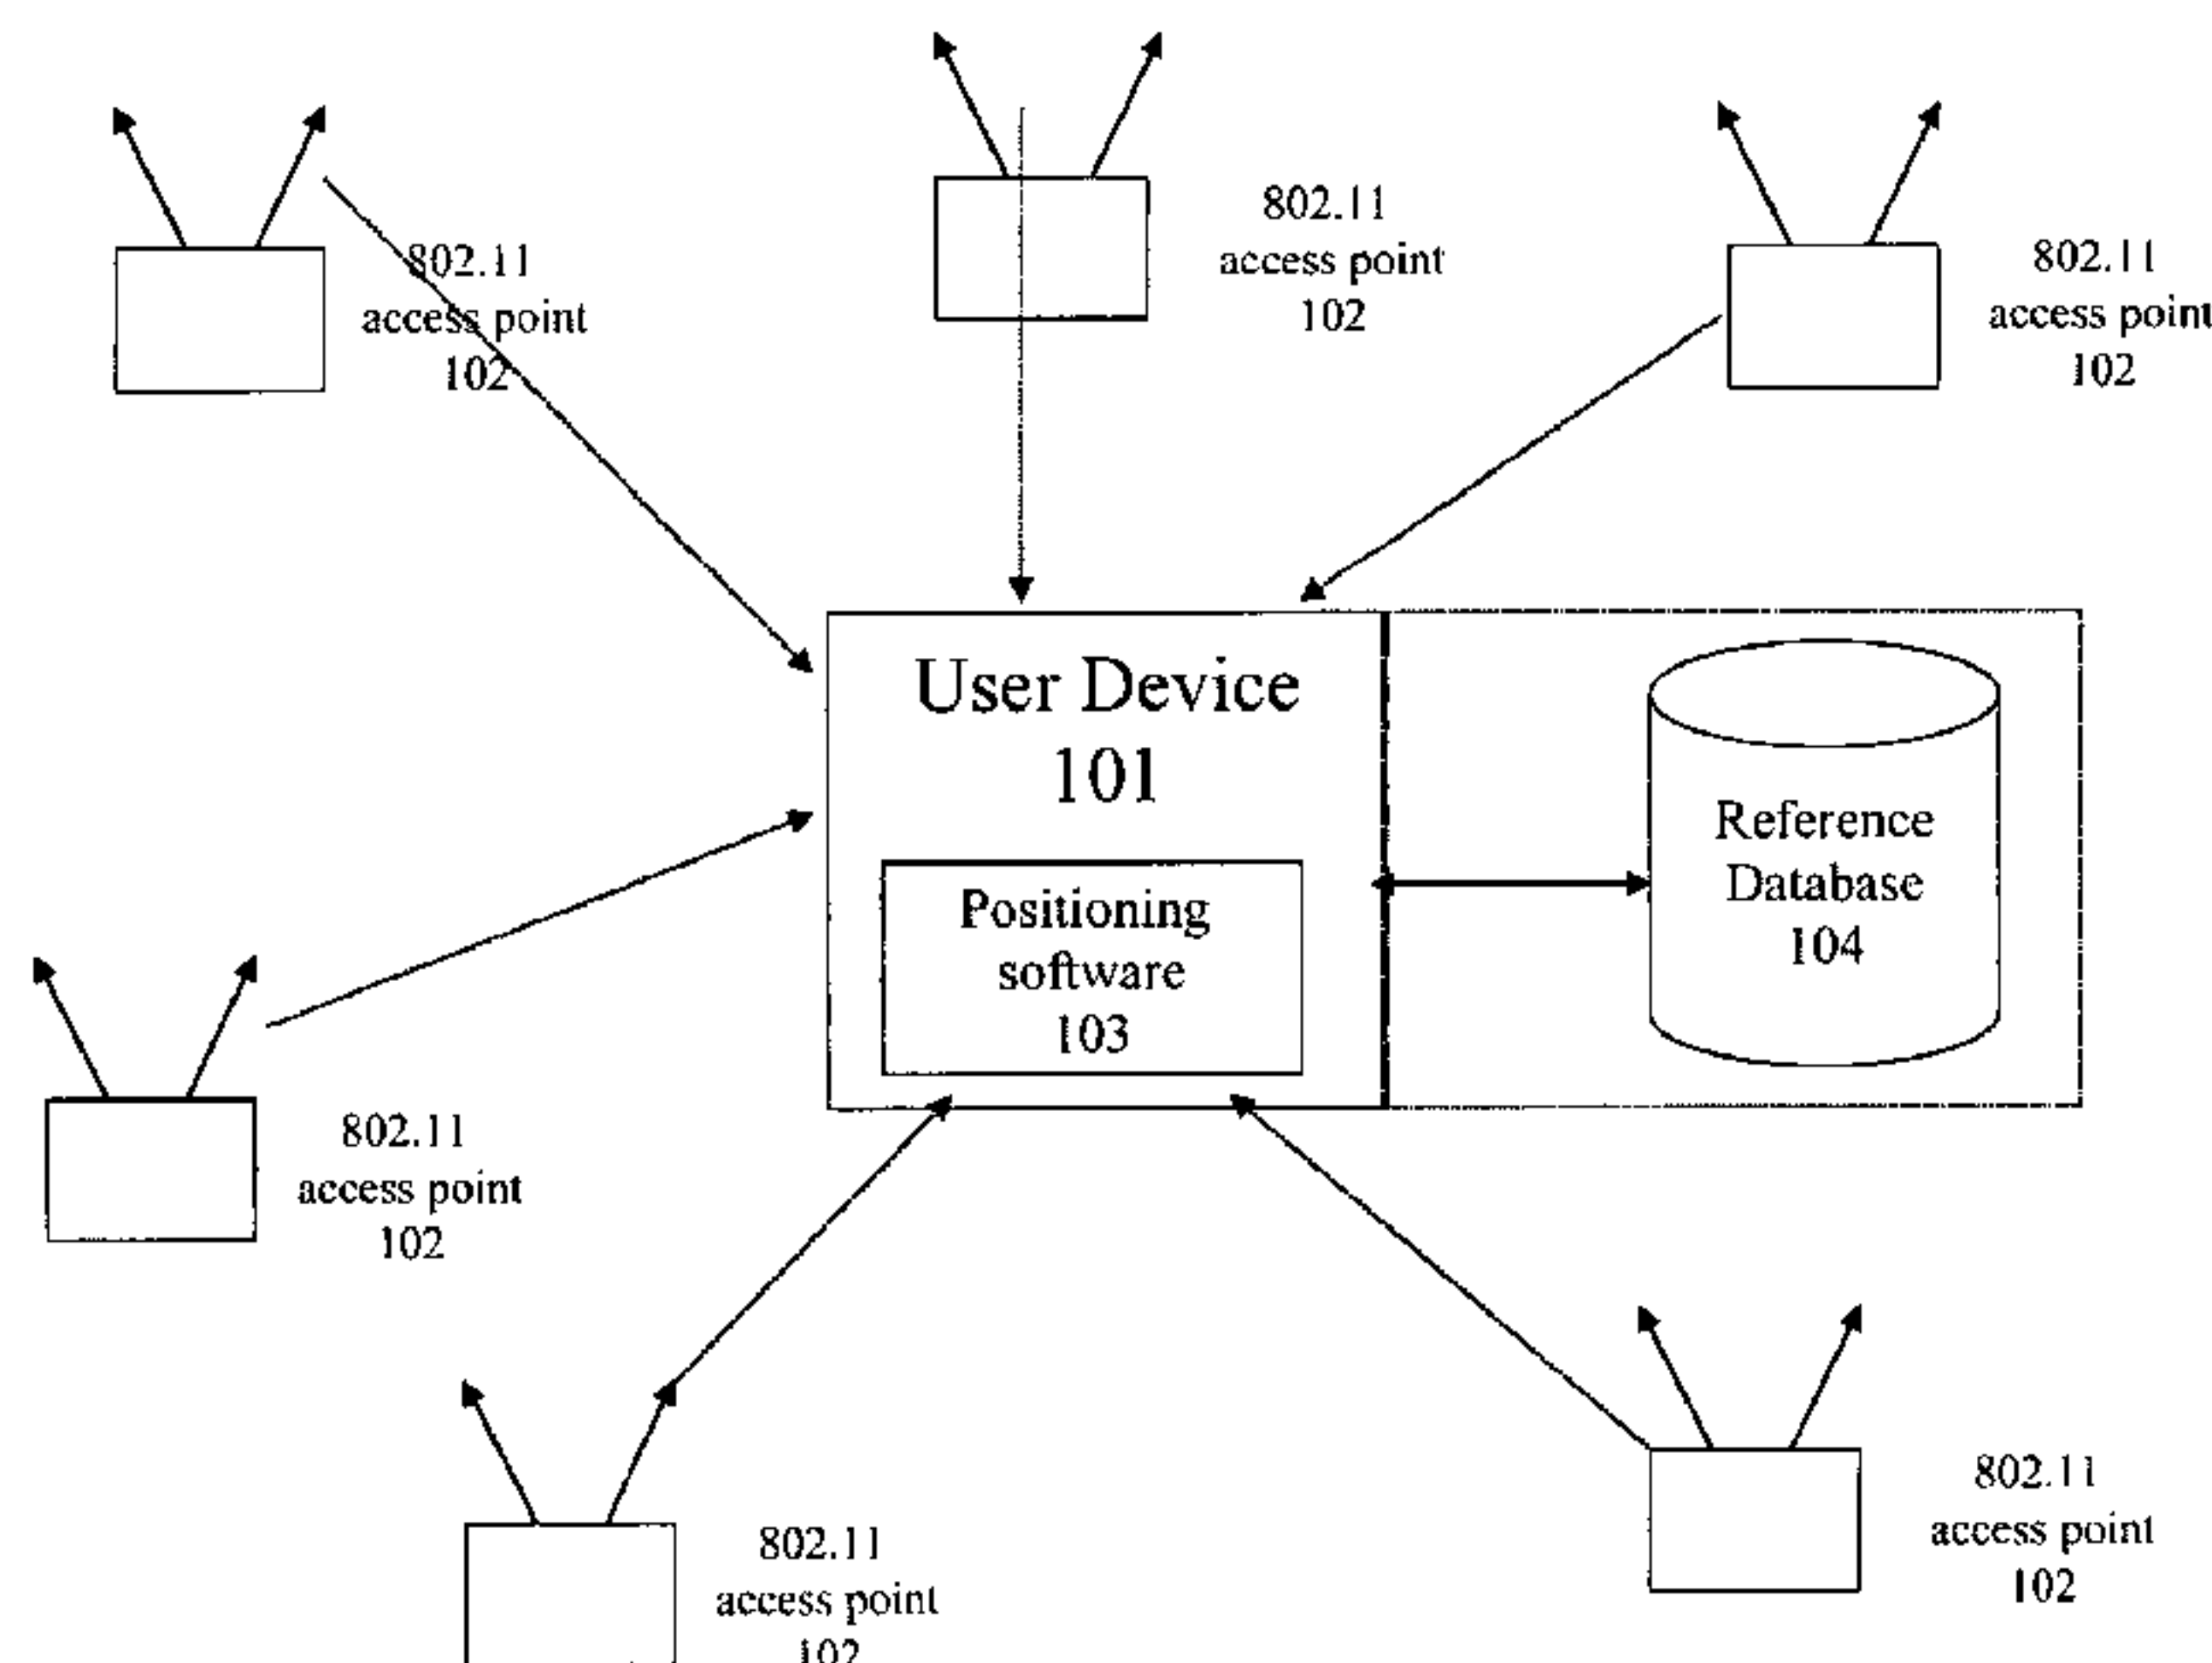 802.11
access point
102
802.11
access point
102
802.11
access point
102
User Device
101
Positioning
software
103
Reference
Database
104
802.11
access point
102
802.11
access point
102
802.11
access point
102